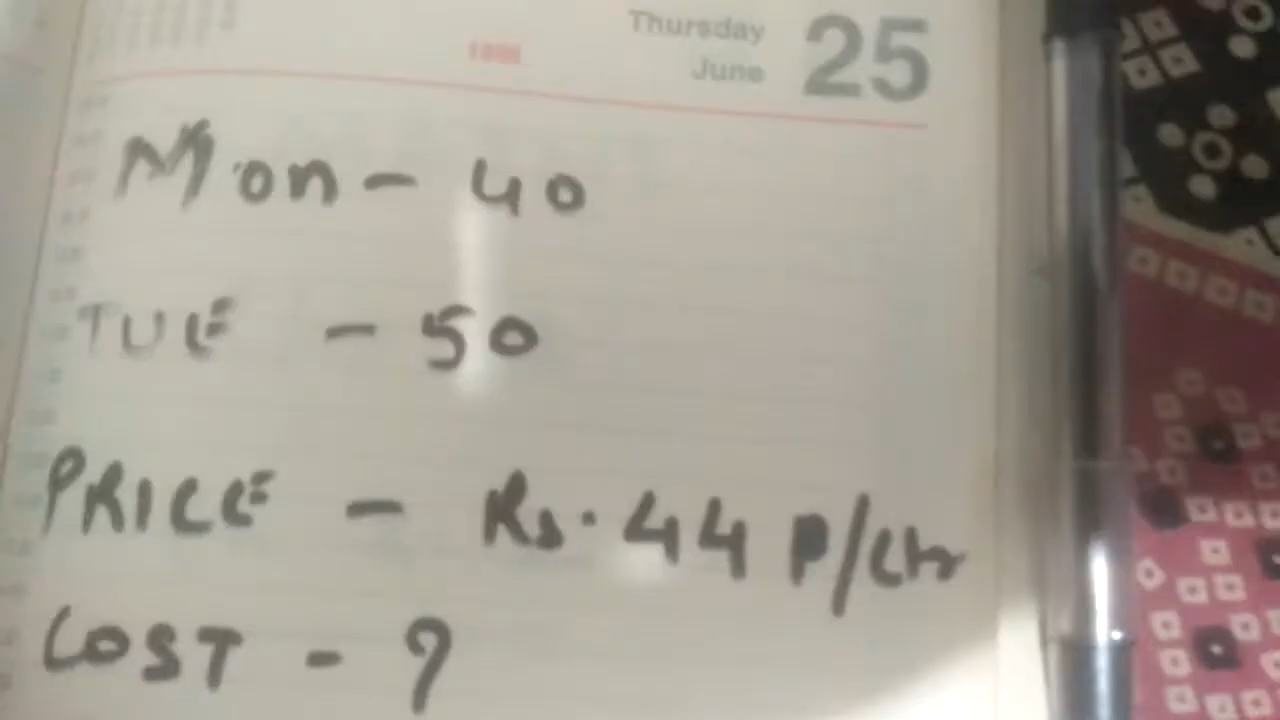 Thursday 25
June
Mon - 40
TUE - 50
PRICE - Rs. 44 P/Ltr
COST - ?